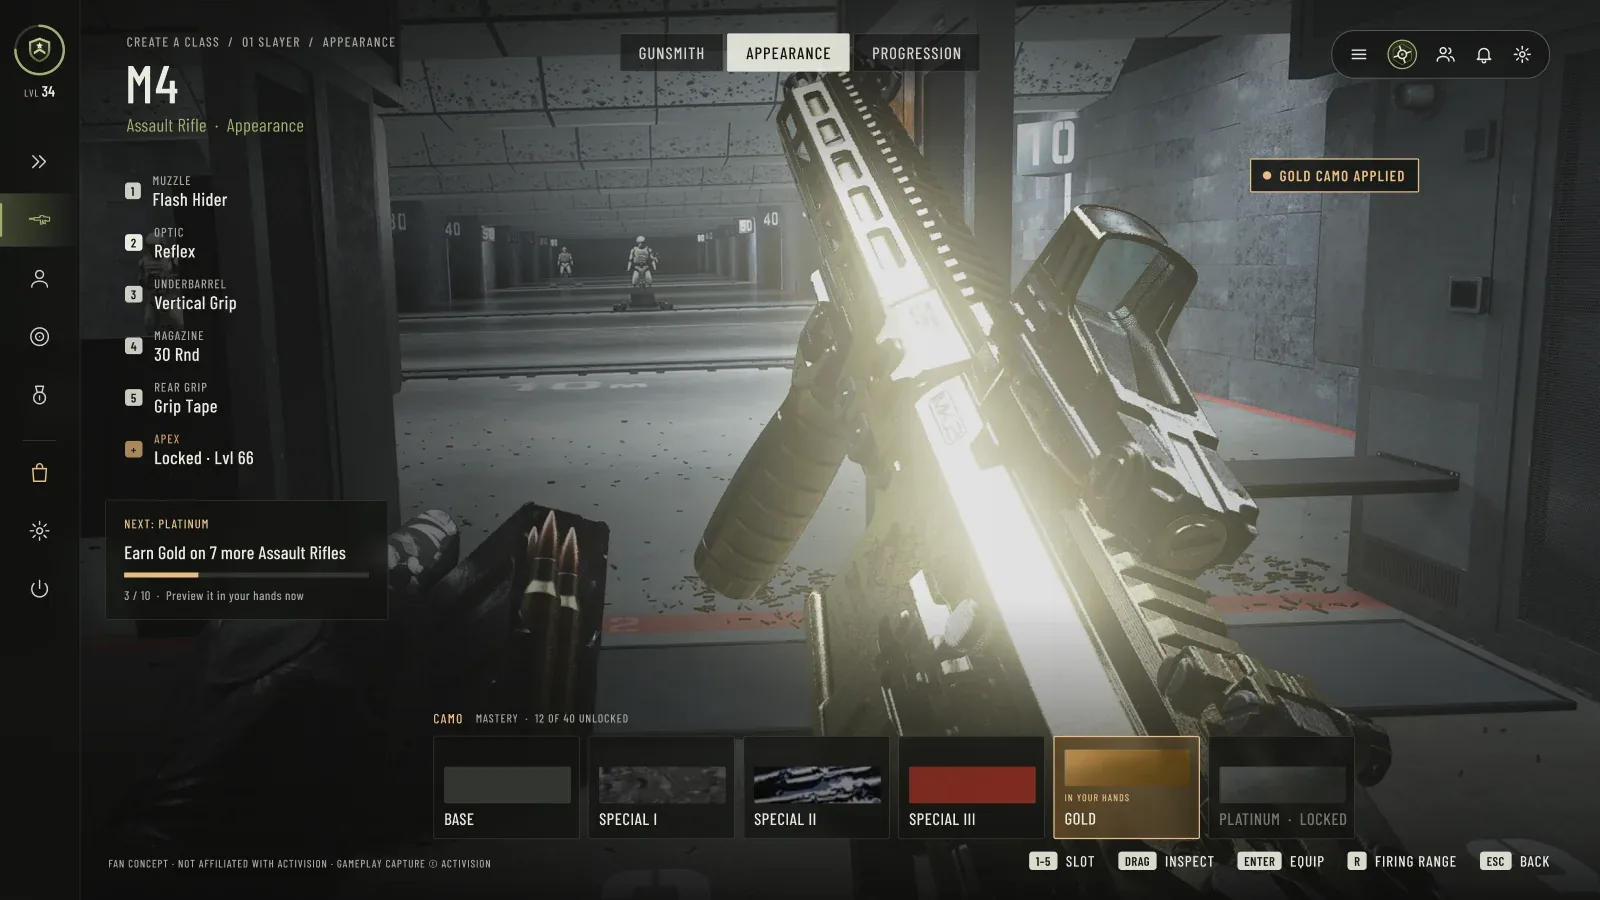 CREATE A CLASS / 01 SLAYER / APPEARANCE
GUNSMITH
APPEARANCE
PROGRESSION
M4
Assault Rifle · Appearance
LVL 34
GOLD CAMO APPLIED
1 MUZZLE
Flash Hider
2 OPTIC
Reflex
3 UNDERBARREL
Vertical Grip
4 MAGAZINE
30 Rnd
5 REAR GRIP
Grip Tape
+ APEX
Locked · Lvl 66
10
40
40
10M
NEXT: PLATINUM
Earn Gold on 7 more Assault Rifles
3 / 10 · Preview it in your hands now
CAMO MASTERY · 12 OF 40 UNLOCKED
BASE
SPECIAL I
SPECIAL II
SPECIAL III
IN YOUR HANDS
GOLD
PLATINUM · LOCKED
FAN CONCEPT · NOT AFFILIATED WITH ACTIVISION · GAMEPLAY CAPTURE © ACTIVISION
1-5 SLOT
DRAG INSPECT
ENTER EQUIP
R FIRING RANGE
ESC BACK